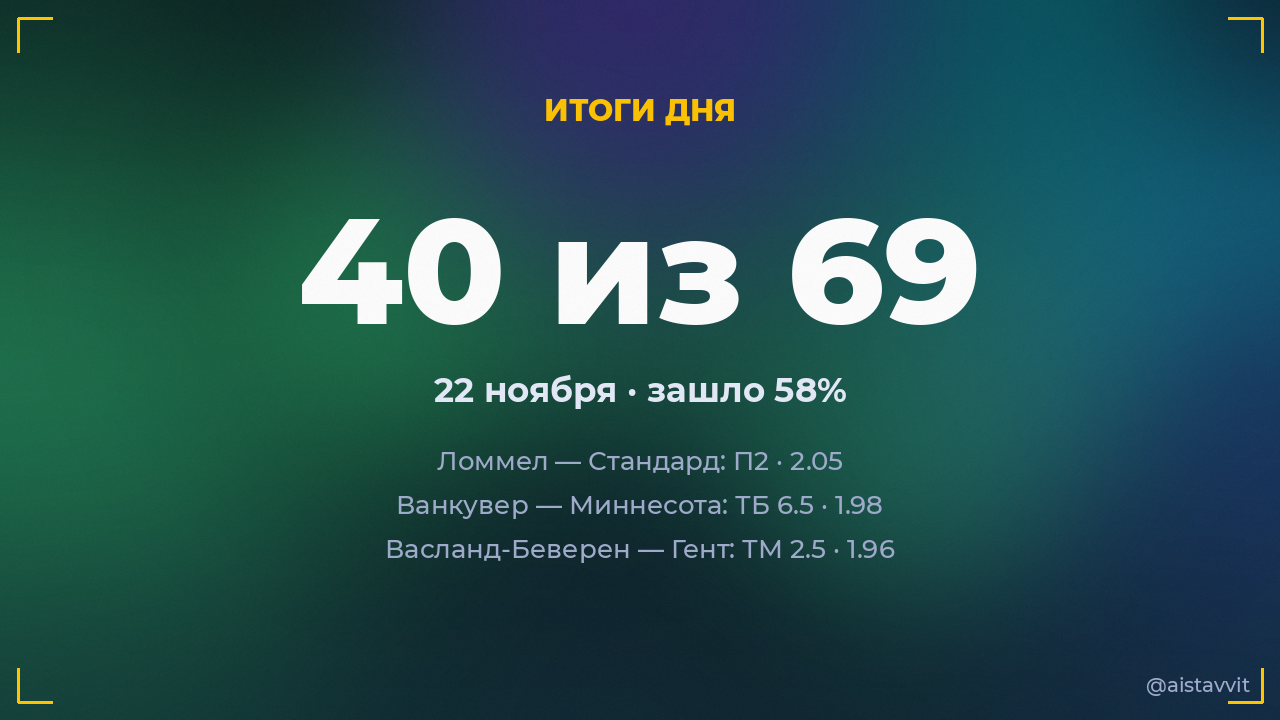 ИТОГИ ДНЯ
40 из 69
22 ноября · зашло 58%
Ломмел — Стандард: П2 · 2.05
Ванкувер — Миннесота: ТБ 6.5 · 1.98
Васланд-Беверен — Гент: ТМ 2.5 · 1.96
@aistavvit